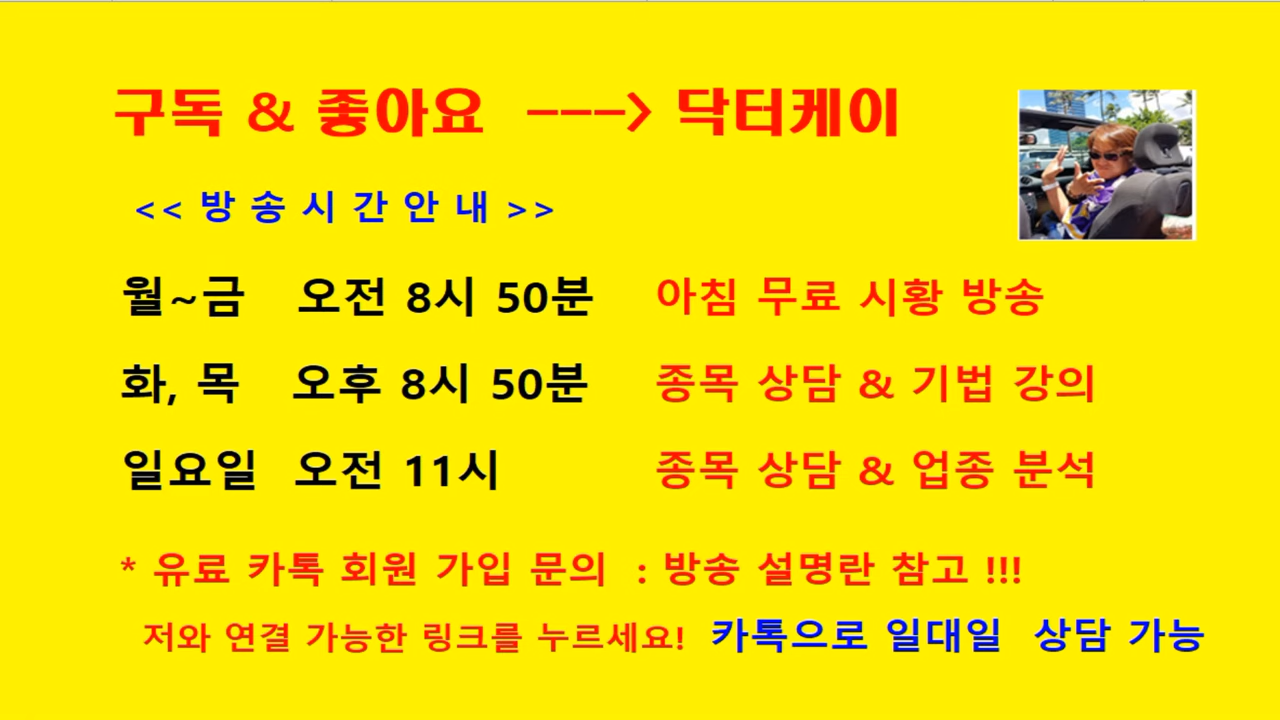 구독 & 좋아요 ---> 닥터케이
<< 방 송 시 간 안 내 >>
월~금 오전 8시 50분 아침 무료 시황 방송
화, 목 오후 8시 50분 종목 상담 & 기법 강의
일요일 오전 11시 종목 상담 & 업종 분석
* 유료 카톡 회원 가입 문의 : 방송 설명란 참고 !!!
저와 연결 가능한 링크를 누르세요! 카톡으로 일대일 상담 가능